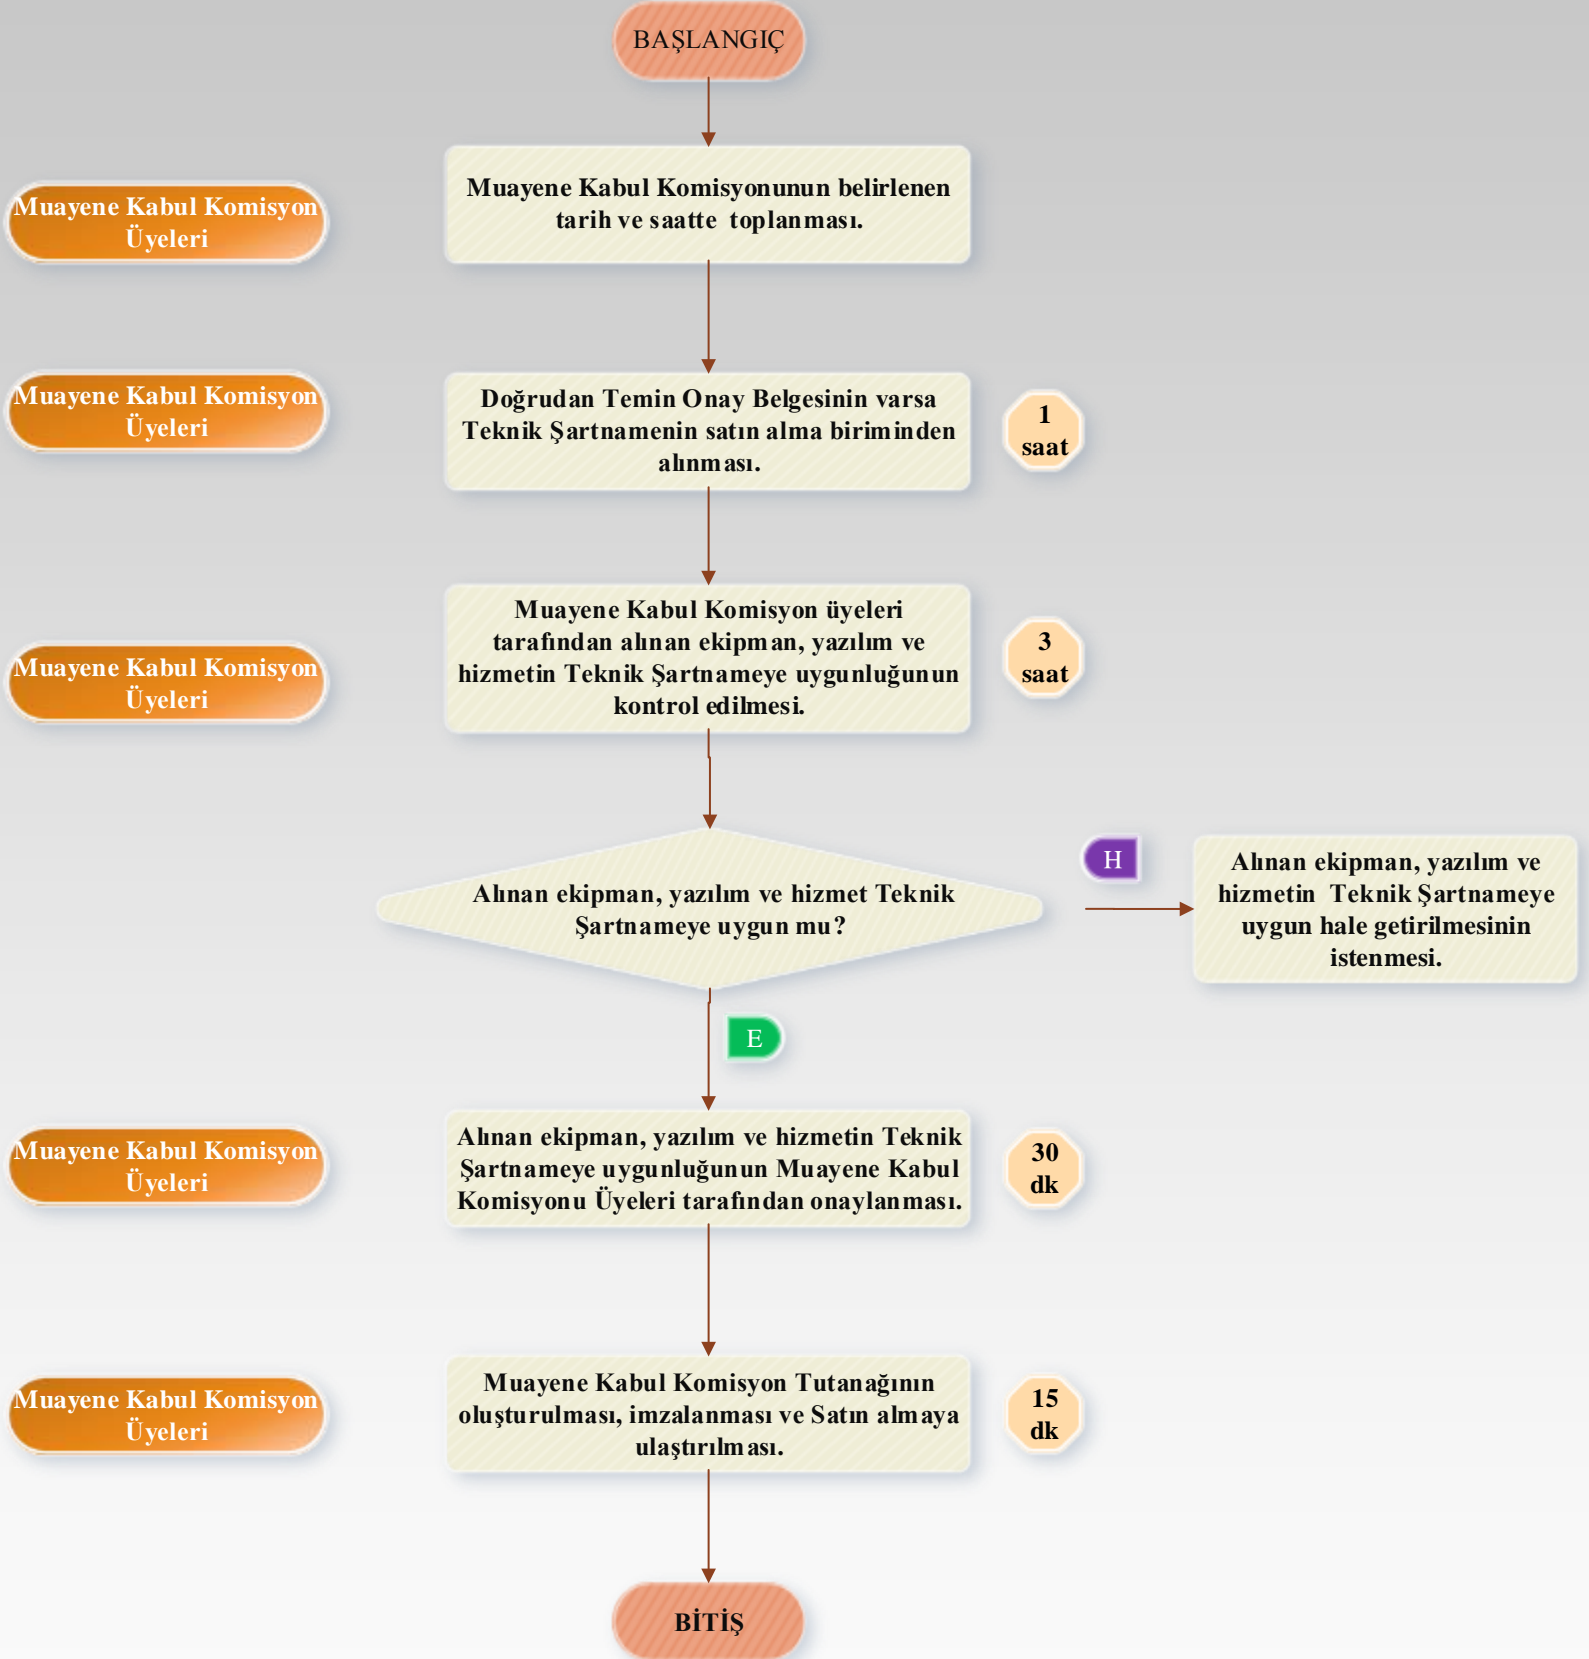 BAŞLANGIÇ
Muayene Kabul Komisyon
Üyeleri
Muayene Kabul Komisyonunun belirlenen
tarih ve saatte toplanması.
Muayene Kabul Komisyon
Üyeleri
Doğrudan Temin Onay Belgesinin varsa
Teknik Şartnamenin satın alma biriminden
alınması.
1
saat
Muayene Kabul Komisyon
Üyeleri
Muayene Kabul Komisyon üyeleri
tarafından alınan ekipman, yazılım ve
hizmetin Teknik Şartnameye uygunluğunun
kontrol edilmesi.
3
saat
Alınan ekipman, yazılım ve hizmet Teknik
Şartnameye uygun mu?
H
Alınan ekipman, yazılım ve
hizmetin Teknik Şartnameye
uygun hale getirilmesinin
istenmesi.
E
Muayene Kabul Komisyon
Üyeleri
Alınan ekipman, yazılım ve hizmetin Teknik
Şartnameye uygunluğunun Muayene Kabul
Komisyonu Üyeleri tarafından onaylanması.
30
dk
Muayene Kabul Komisyon
Üyeleri
Muayene Kabul Komisyon Tutanağının
oluşturulması, imzalanması ve Satın almaya
ulaştırılması.
15
dk
BİTİŞ